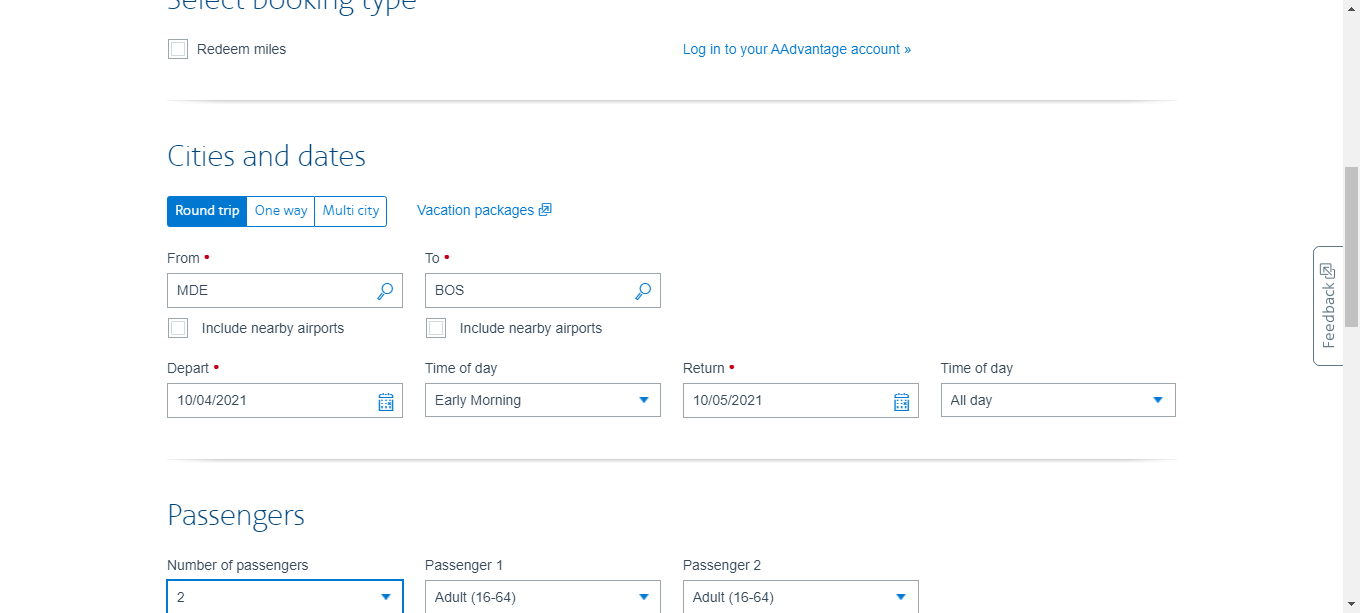 Select booking type
Redeem miles
Log in to your AAdvantage account »
Cities and dates
Round trip One way Multi city Vacation packages
From • To •
MDE BOS
Include nearby airports Include nearby airports
Depart • Time of day Return • Time of day
10/04/2021 Early Morning 10/05/2021 All day
Passengers
Number of passengers Passenger 1 Passenger 2
2 Adult (16-64) Adult (16-64)
Feedback